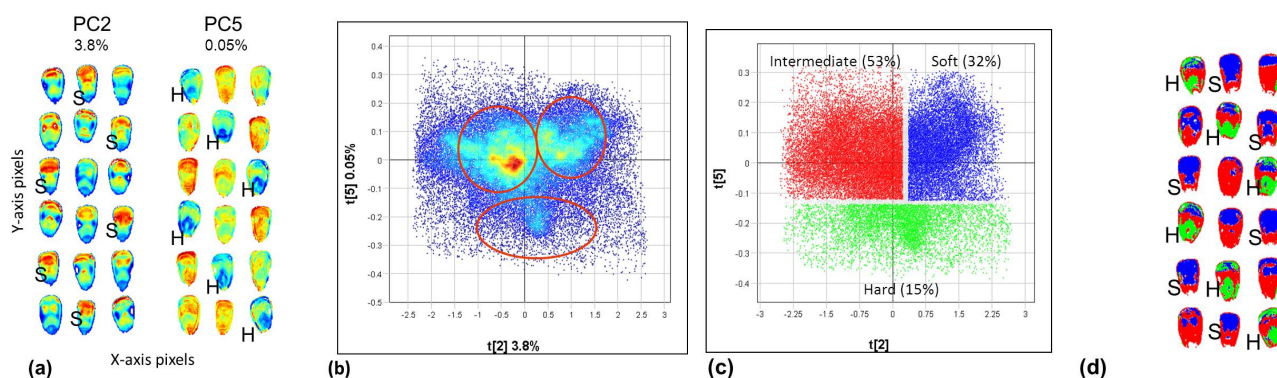 PC2 PC5
3.8% 0.05%
H
S
H
S
S
H
S
H
S
H
S
H
Y-axis pixels
X-axis pixels
(a)
0.4
0.3
0.2
0.1
0
-0.1
-0.2
-0.3
-0.4
-0.5
t[5] 0.05%
-2.5 -2 -1.5 -1 -0.5 0 0.5 1 1.5 2 2.5 3
t[2] 3.8%
(b)
Intermediate (53%) Soft (32%)
0.3
0.2
0.1
0
-0.1
-0.2
-0.3
-0.4
t[5]
Hard (15%)
-3 -2.25 -1.5 -0.75 0 0.75 1.5 2.25 3
t[2]
(c)
H S
H S
S H
H S
S H
S H
(d)